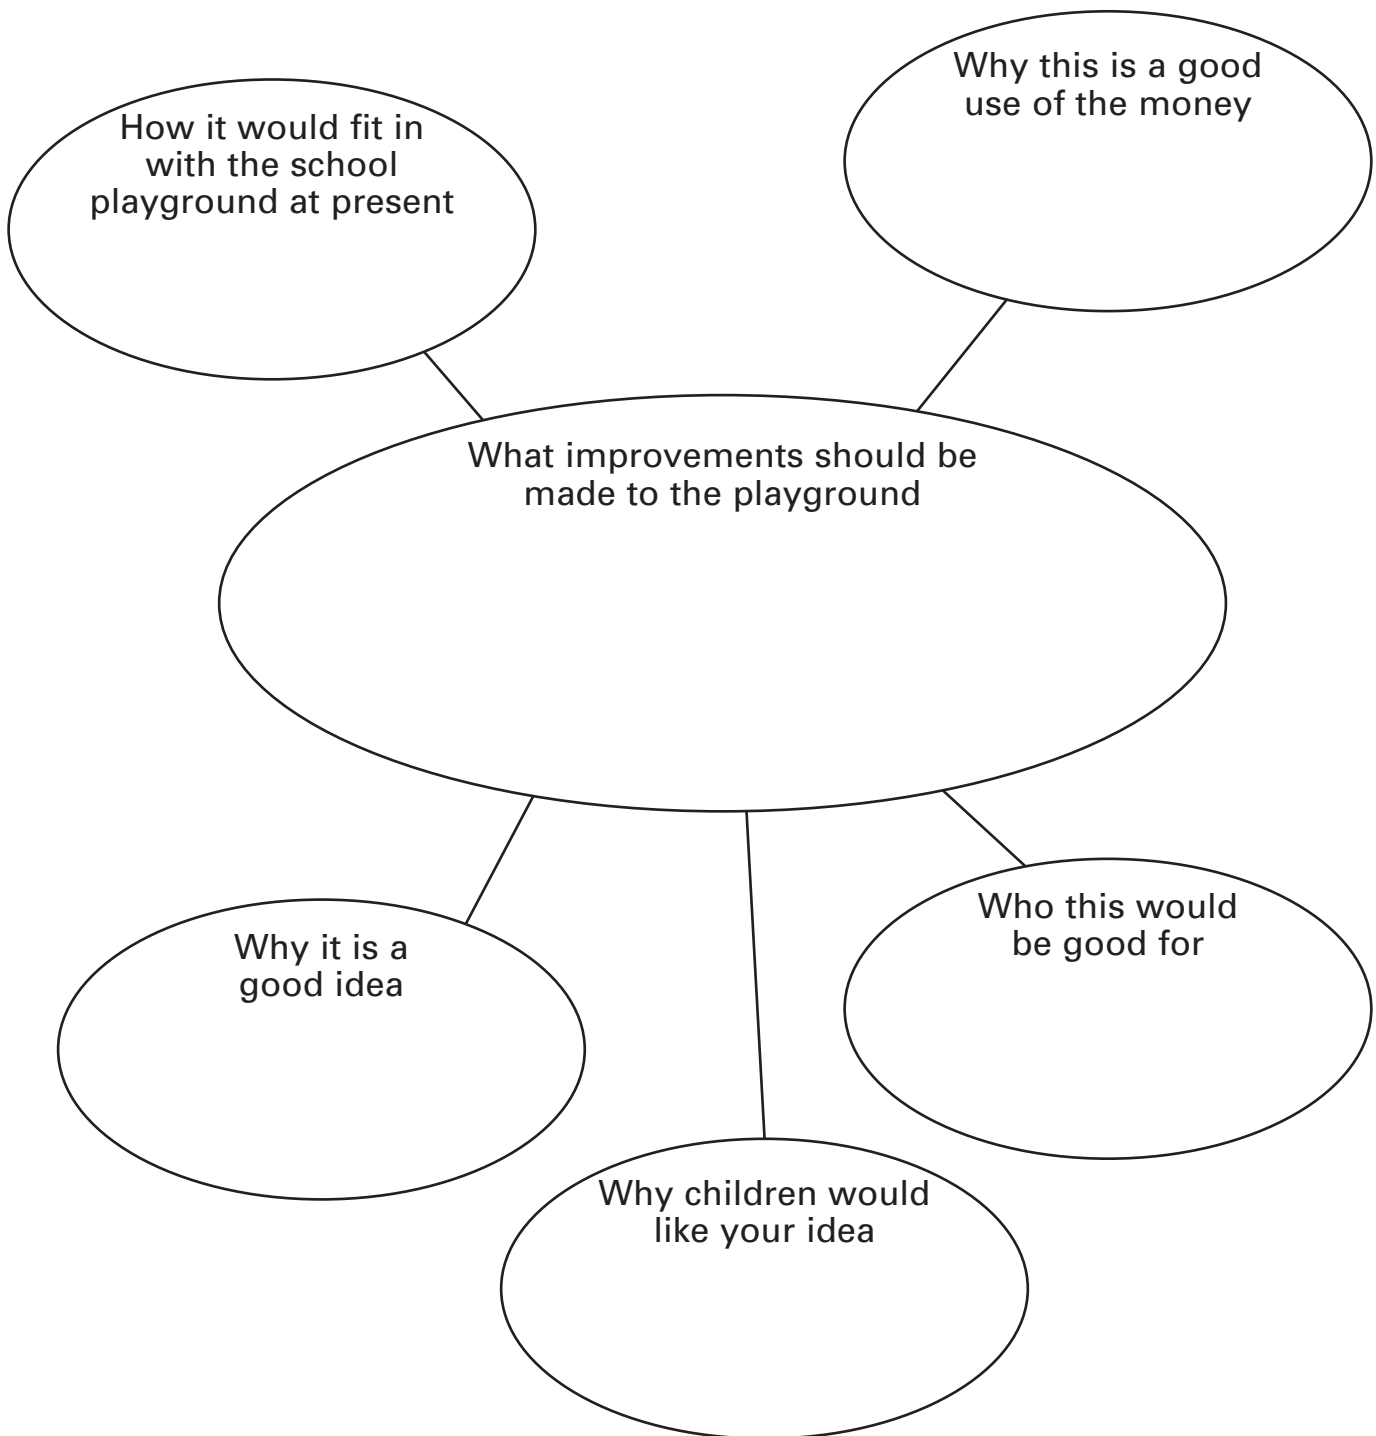 How it would fit in
with the school
playground at present
Why this is a good
use of the money
What improvements should be
made to the playground
Why it is a
good idea
Who this would
be good for
Why children would
like your idea